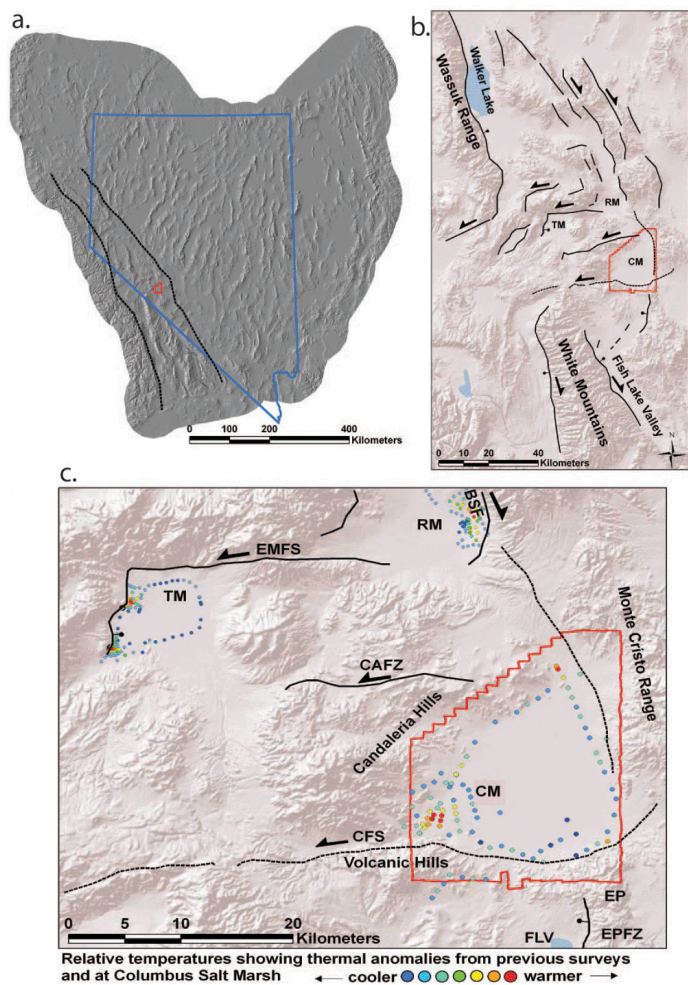 a.
0 100 200 400
Kilometers
b.
Walker Lake
Wassuk Range
RM
TM
CM
White Mountains
Fish Lake Valley
N
0 10 20 40
Kilometers
c.
BSF
RM
EMFS
TM
Monte Cristo Range
CAFZ
Candaleria Hills
CM
CFS
Volcanic Hills
EP
0 10 20
Kilometers
FLV
EPFZ
Relative temperatures showing thermal anomalies from previous surveys
and at Columbus Salt Marsh
cooler
warmer